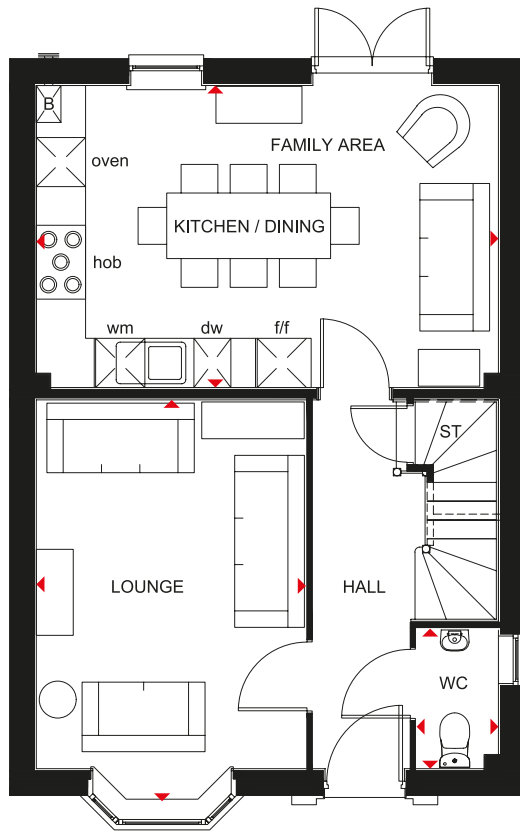 B
FAMILY AREA
oven
KITCHEN / DINING
hob
wm dw f/f
ST
LOUNGE
HALL
WC